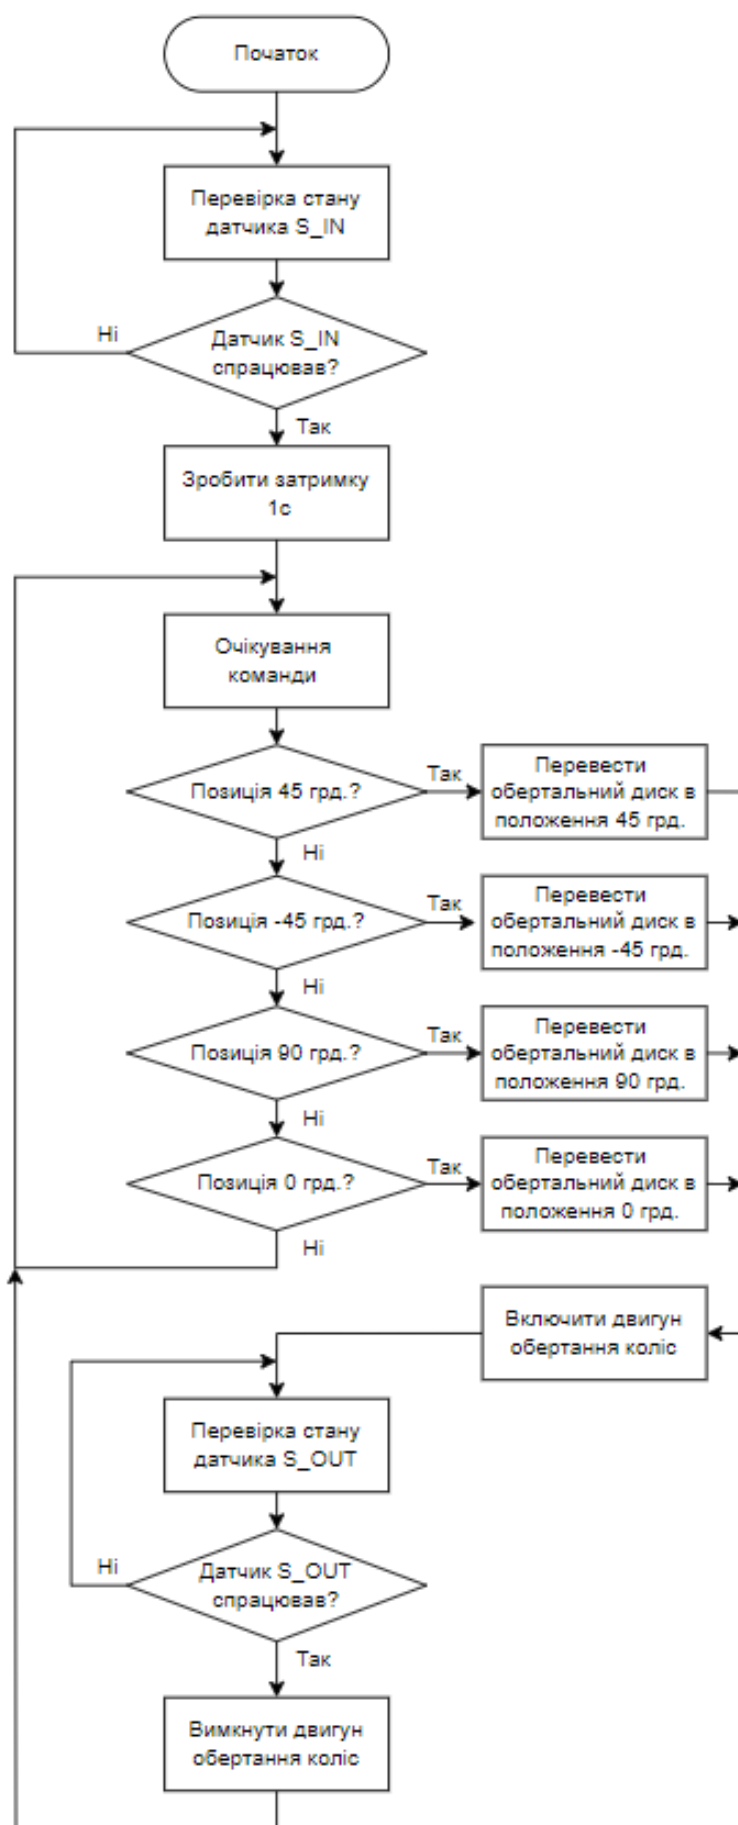 Початок
Перевірка стану
датчика S_IN
Датчик S_IN
спрацював?
Ні
Так
Зробити затримку
1с
Очікування
команди
Позиція 45 грд.?
Так
Перевести
обертальний диск в
положення 45 грд.
Ні
Позиція -45 грд.?
Так
Перевести
обертальний диск в
положення -45 грд.
Ні
Позиція 90 грд.?
Так
Перевести
обертальний диск в
положення 90 грд.
Ні
Позиція 0 грд.?
Так
Перевести
обертальний диск в
положення 0 грд.
Ні
Включити двигун
обертання коліс
Перевірка стану
датчика S_OUT
Датчик S_OUT
спрацював?
Ні
Так
Вимкнути двигун
обертання коліс